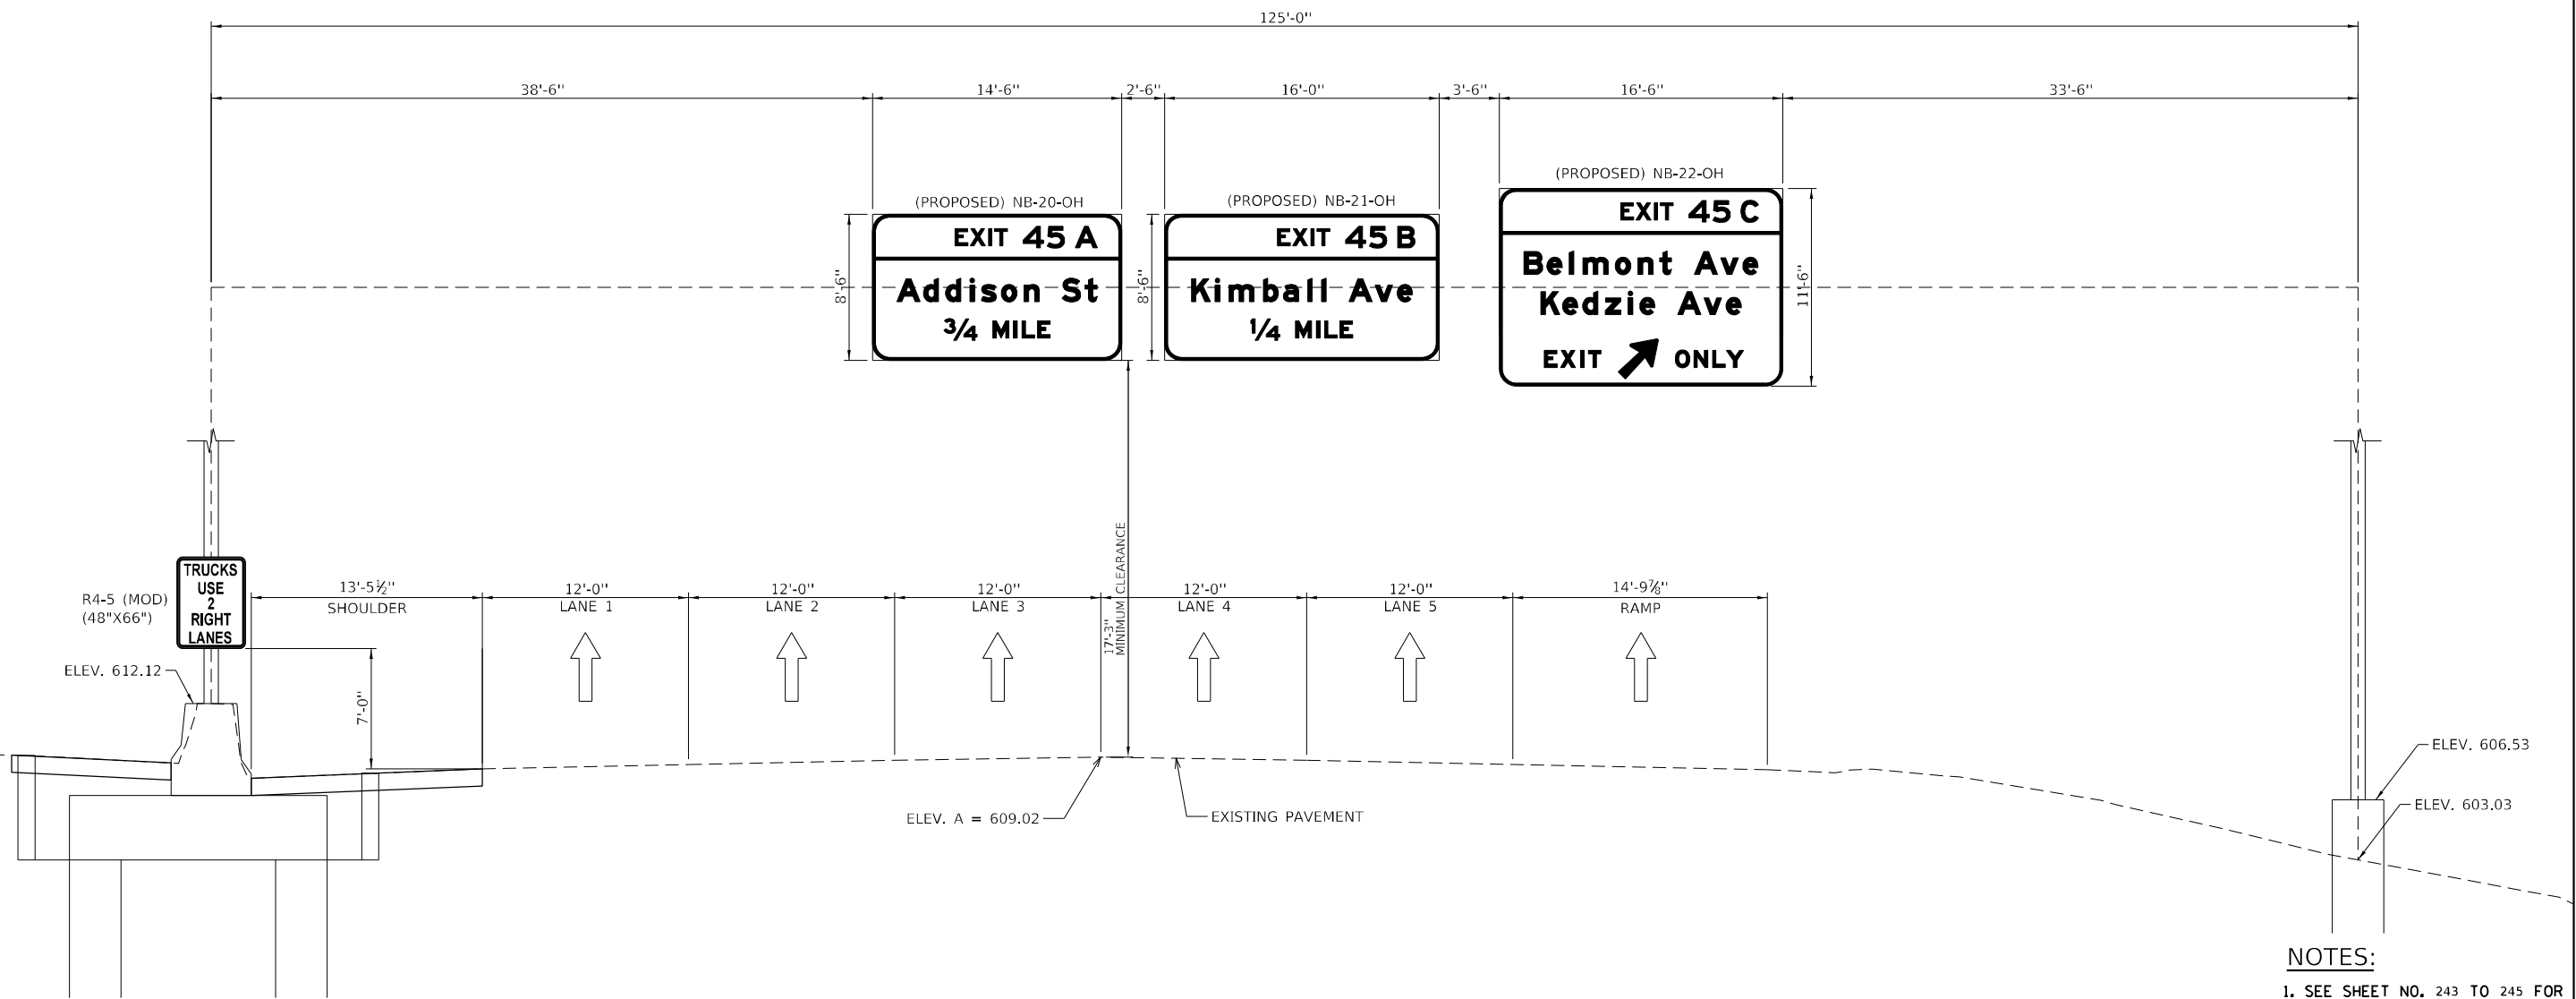 125'-0"
38'-6"
14'-6"
2'-6"
16'-0"
3'-6"
16'-6"
33'-6"
(PROPOSED) NB-20-OH
(PROPOSED) NB-21-OH
(PROPOSED) NB-22-OH
EXIT 45 A
Addison St
3/4 MILE
8'-6"
EXIT 45 B
Kimball Ave
1/4 MILE
8'-6"
EXIT 45 C
Belmont Ave
Kedzie Ave
EXIT ONLY
11'-6"
17'-3"
MINIMUM CLEARANCE
TRUCKS
USE
2
RIGHT
LANES
R4-5 (MOD)
(48"X66")
13'-5½"
SHOULDER
12'-0"
LANE 1
12'-0"
LANE 2
12'-0"
LANE 3
12'-0"
LANE 4
12'-0"
LANE 5
14'-9⅞"
RAMP
ELEV. 612.12
7'-0"
ELEV. A = 609.02
EXISTING PAVEMENT
ELEV. 606.53
ELEV. 603.03
NOTES:
1. SEE SHEET NO. 243 TO 245 FOR